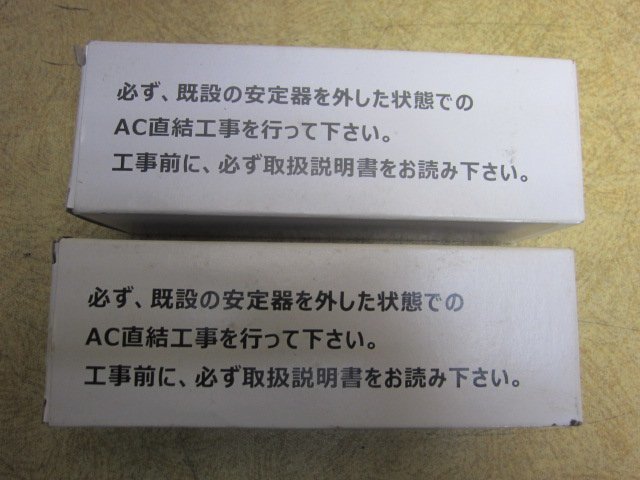 必ず、既設の安定器を外した状態での
AC直結工事を行って下さい。
工事前に、必ず取扱説明書をお読み下さい。
必ず、既設の安定器を外した状態での
AC直結工事を行って下さい。
工事前に、必ず取扱説明書をお読み下さい。